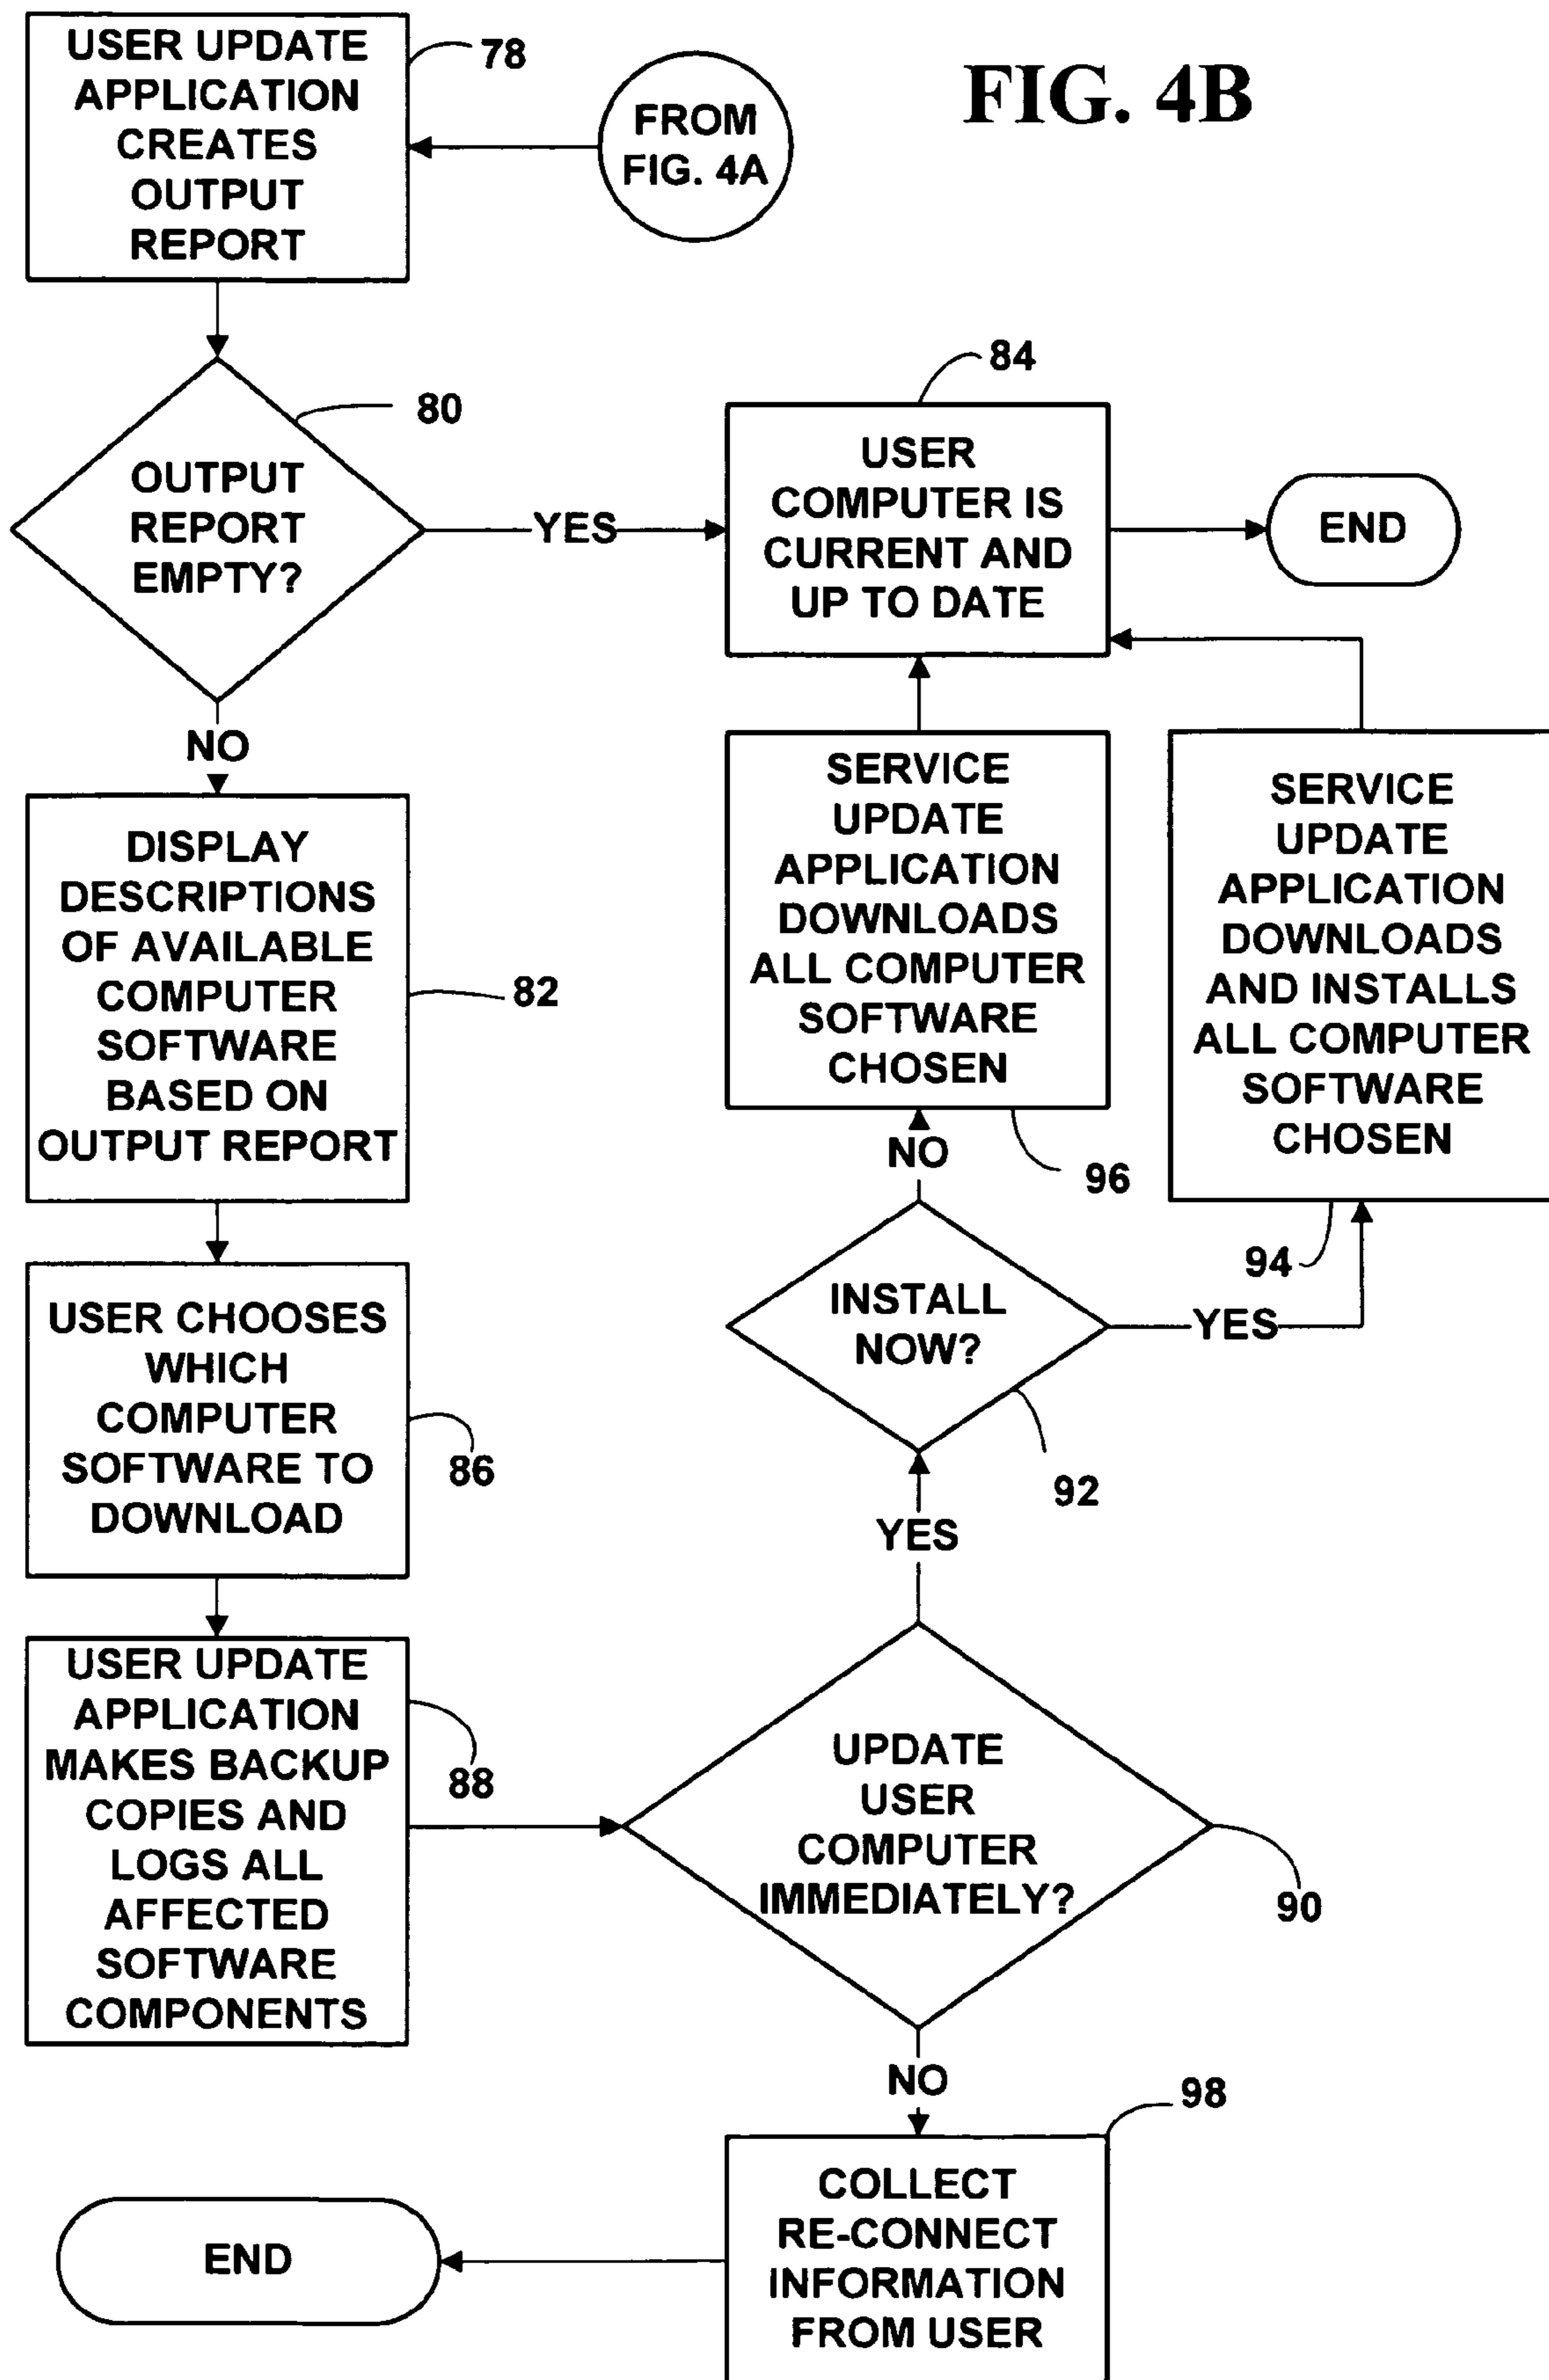 FIG. 4B
USER UPDATE
APPLICATION
CREATES
OUTPUT
REPORT
78
FROM
FIG. 4A
OUTPUT
REPORT
EMPTY?
80
YES
NO
84
USER
COMPUTER IS
CURRENT AND
UP TO DATE
END
DISPLAY
DESCRIPTIONS
OF AVAILABLE
COMPUTER
SOFTWARE
BASED ON
OUTPUT REPORT
82
USER CHOOSES
WHICH
COMPUTER
SOFTWARE TO
DOWNLOAD
86
USER UPDATE
APPLICATION
MAKES BACKUP
COPIES AND
LOGS ALL
AFFECTED
SOFTWARE
COMPONENTS
88
UPDATE
USER
COMPUTER
IMMEDIATELY?
90
YES
INSTALL
NOW?
92
NO
SERVICE
UPDATE
APPLICATION
DOWNLOADS
ALL COMPUTER
SOFTWARE
CHOSEN
96
YES
SERVICE
UPDATE
APPLICATION
DOWNLOADS
AND INSTALLS
ALL COMPUTER
SOFTWARE
CHOSEN
94
NO
COLLECT
RE-CONNECT
INFORMATION
FROM USER
98
END